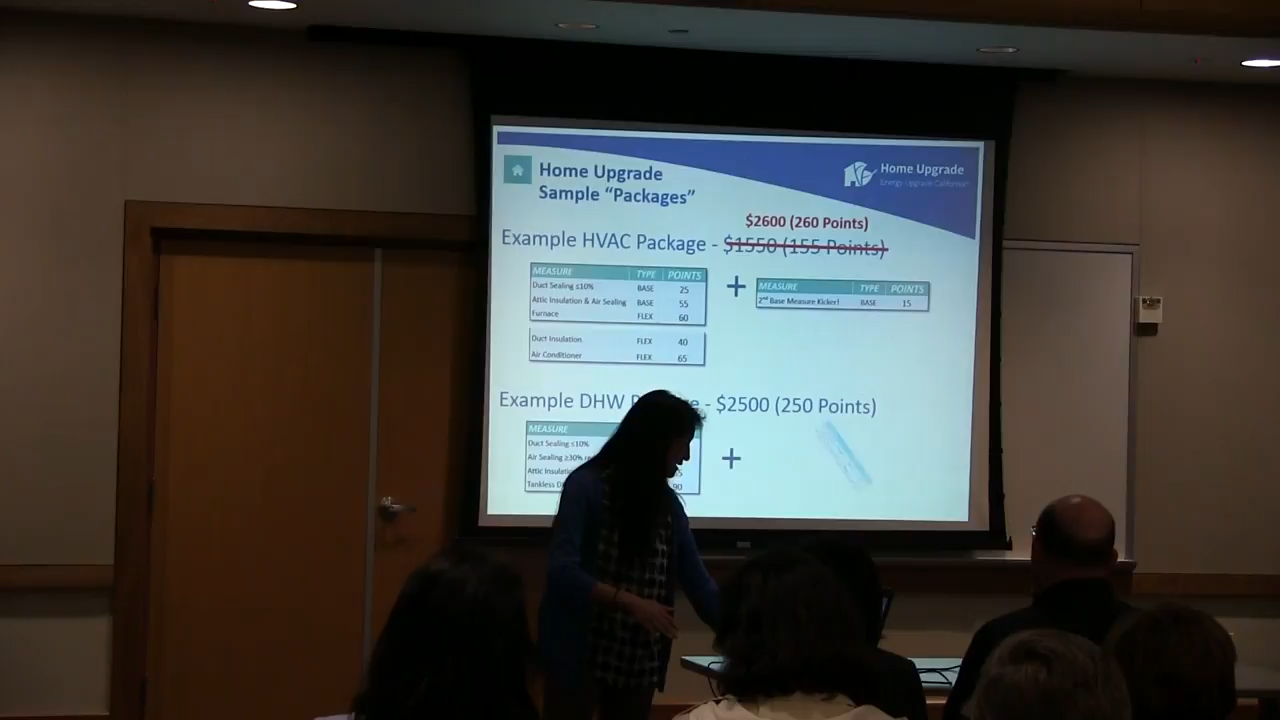 Home Upgrade
Sample “Packages”
Home Upgrade
Energy Upgrade California
$2600 (260 Points)
Example HVAC Package - $1550 (155 Points)
MEASURE TYPE POINTS
Duct Sealing ≤10% BASE 25
Attic Insulation & Air Sealing BASE 55
Furnace FLEX 60
Duct Insulation FLEX 40
Air Conditioner FLEX 65
+
MEASURE TYPE POINTS
2nd Base Measure Kicker! BASE 15
Example DHW - $2500 (250 Points)
MEASURE
Duct Sealing ≤10%
Air Sealing ≥30%
Attic
Tankless
90
+